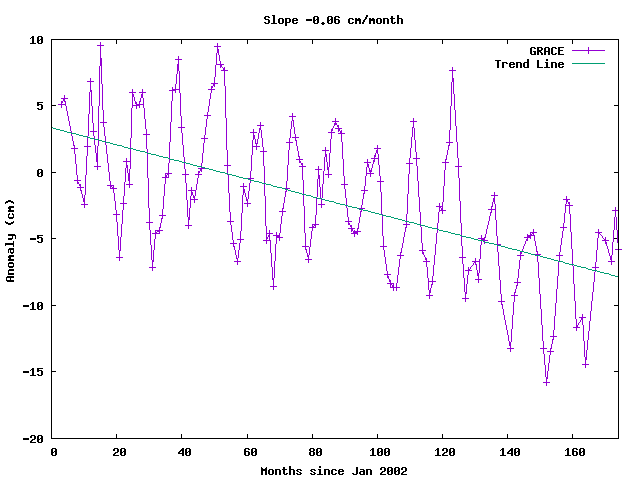 Slope -0.06 cm/month
GRACE
Trend Line
10
5
0
-5
-10
-15
-20
Anomaly (cm)
0 20 40 60 80 100 120 140 160
Months since Jan 2002